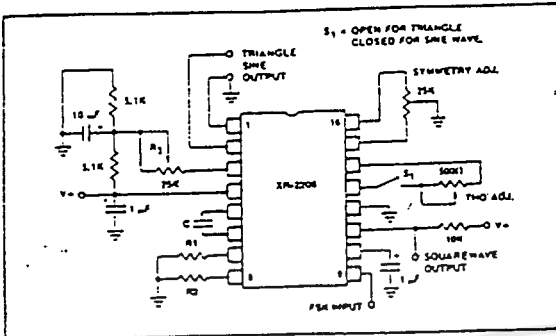 S1 = OPEN FOR TRIANGLE
CLOSED FOR SINE WAVE
TRIANGLE
SINE
OUTPUT
SYMMETRY ADJ.
25K
5.1K
10 μF
R3
1
16
XR-2206
5.1K
25K
S1
500Ω
THD ADJ.
V+
1 μF
C
V+
10K
R1
SQUARE WAVE
OUTPUT
8
9
1 μF
R2
FSK INPUT